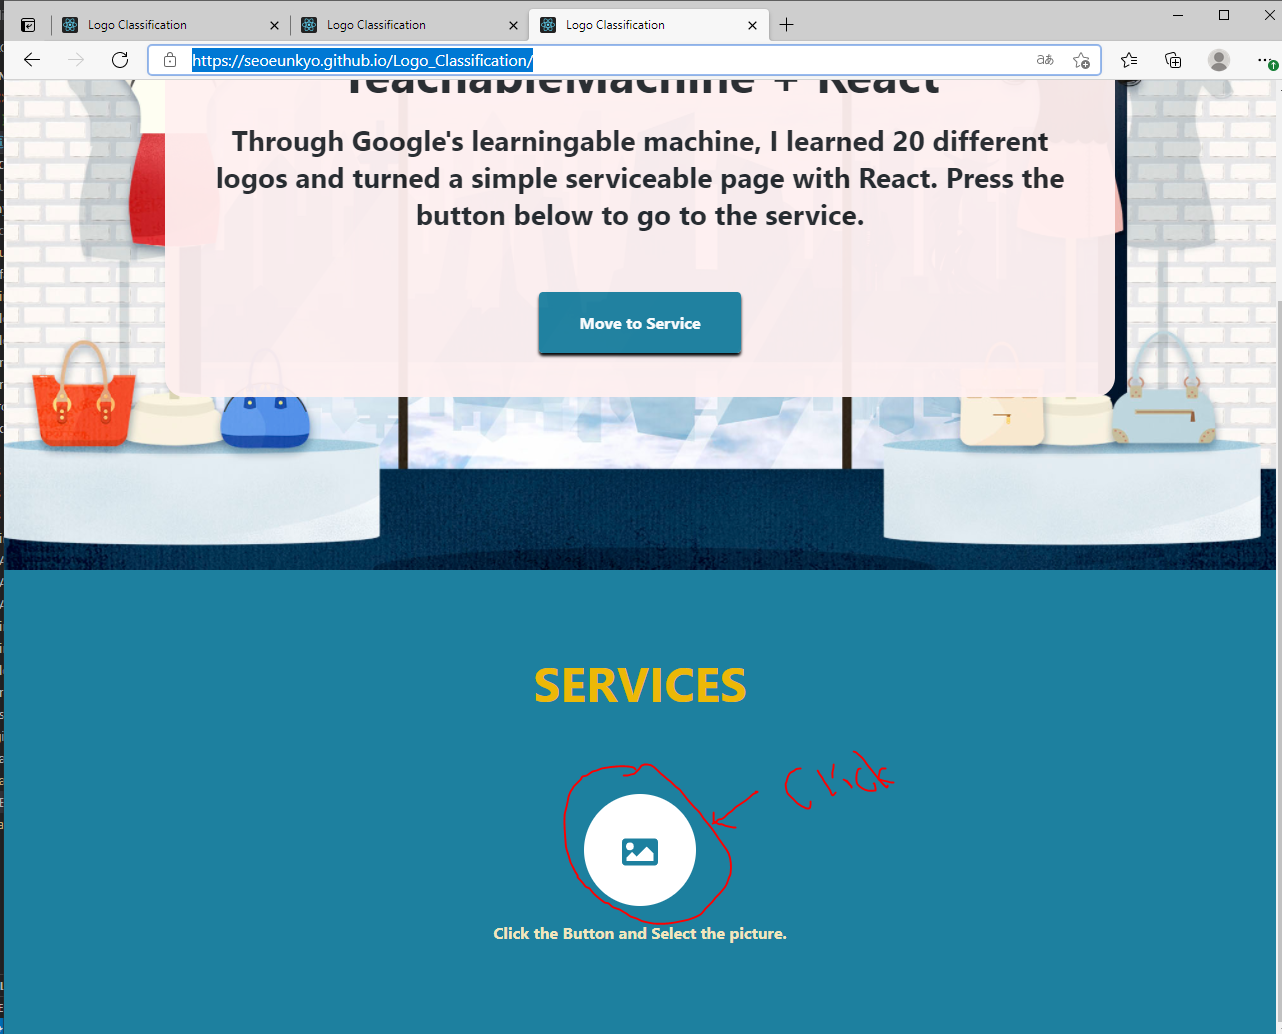 Logo Classification
Logo Classification
Logo Classification
https://seoeunkyo.github.io/Logo_Classification/
TeachableMachine + React
Through Google's learningable machine, I learned 20 different
logos and turned a simple serviceable page with React. Press the
button below to go to the service.
Move to Service
SERVICES
Click
Click the Button and Select the picture.